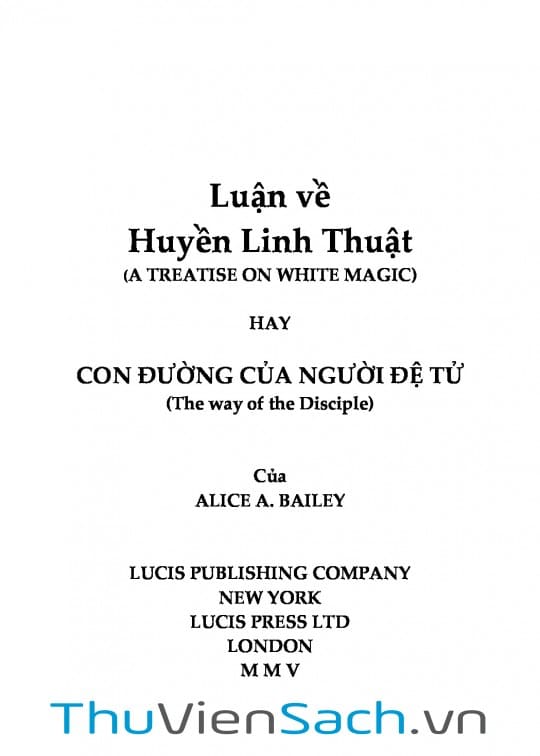 Luận về
Huyền Linh Thuật
(A TREATISE ON WHITE MAGIC)
HAY
CON ĐƯỜNG CỦA NGƯỜI ĐỆ TỬ
(The way of the Disciple)
Của
ALICE A. BAILEY
LUCIS PUBLISHING COMPANY
NEW YORK
LUCIS PRESS LTD
LONDON
M M V
ThuVienSach.vn